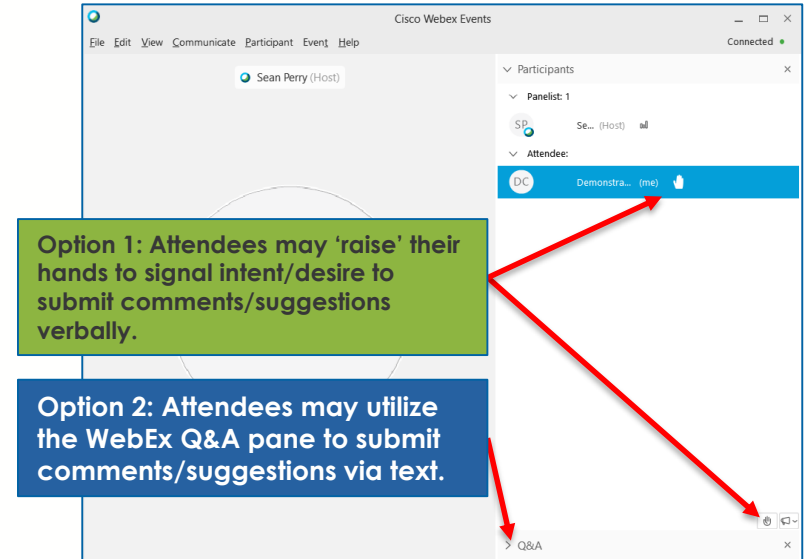 Cisco Webex Events
File Edit View Communicate Participant Event Help
Connected
Sean Perry (Host)
Participants
Panelist: 1
SP Se... (Host)
Attendee:
DC Demonstra... (me)
Option 1: Attendees may ‘raise’ their
hands to signal intent/desire to
submit comments/suggestions
verbally.
Option 2: Attendees may utilize
the WebEx Q&A pane to submit
comments/suggestions via text.
Q&A